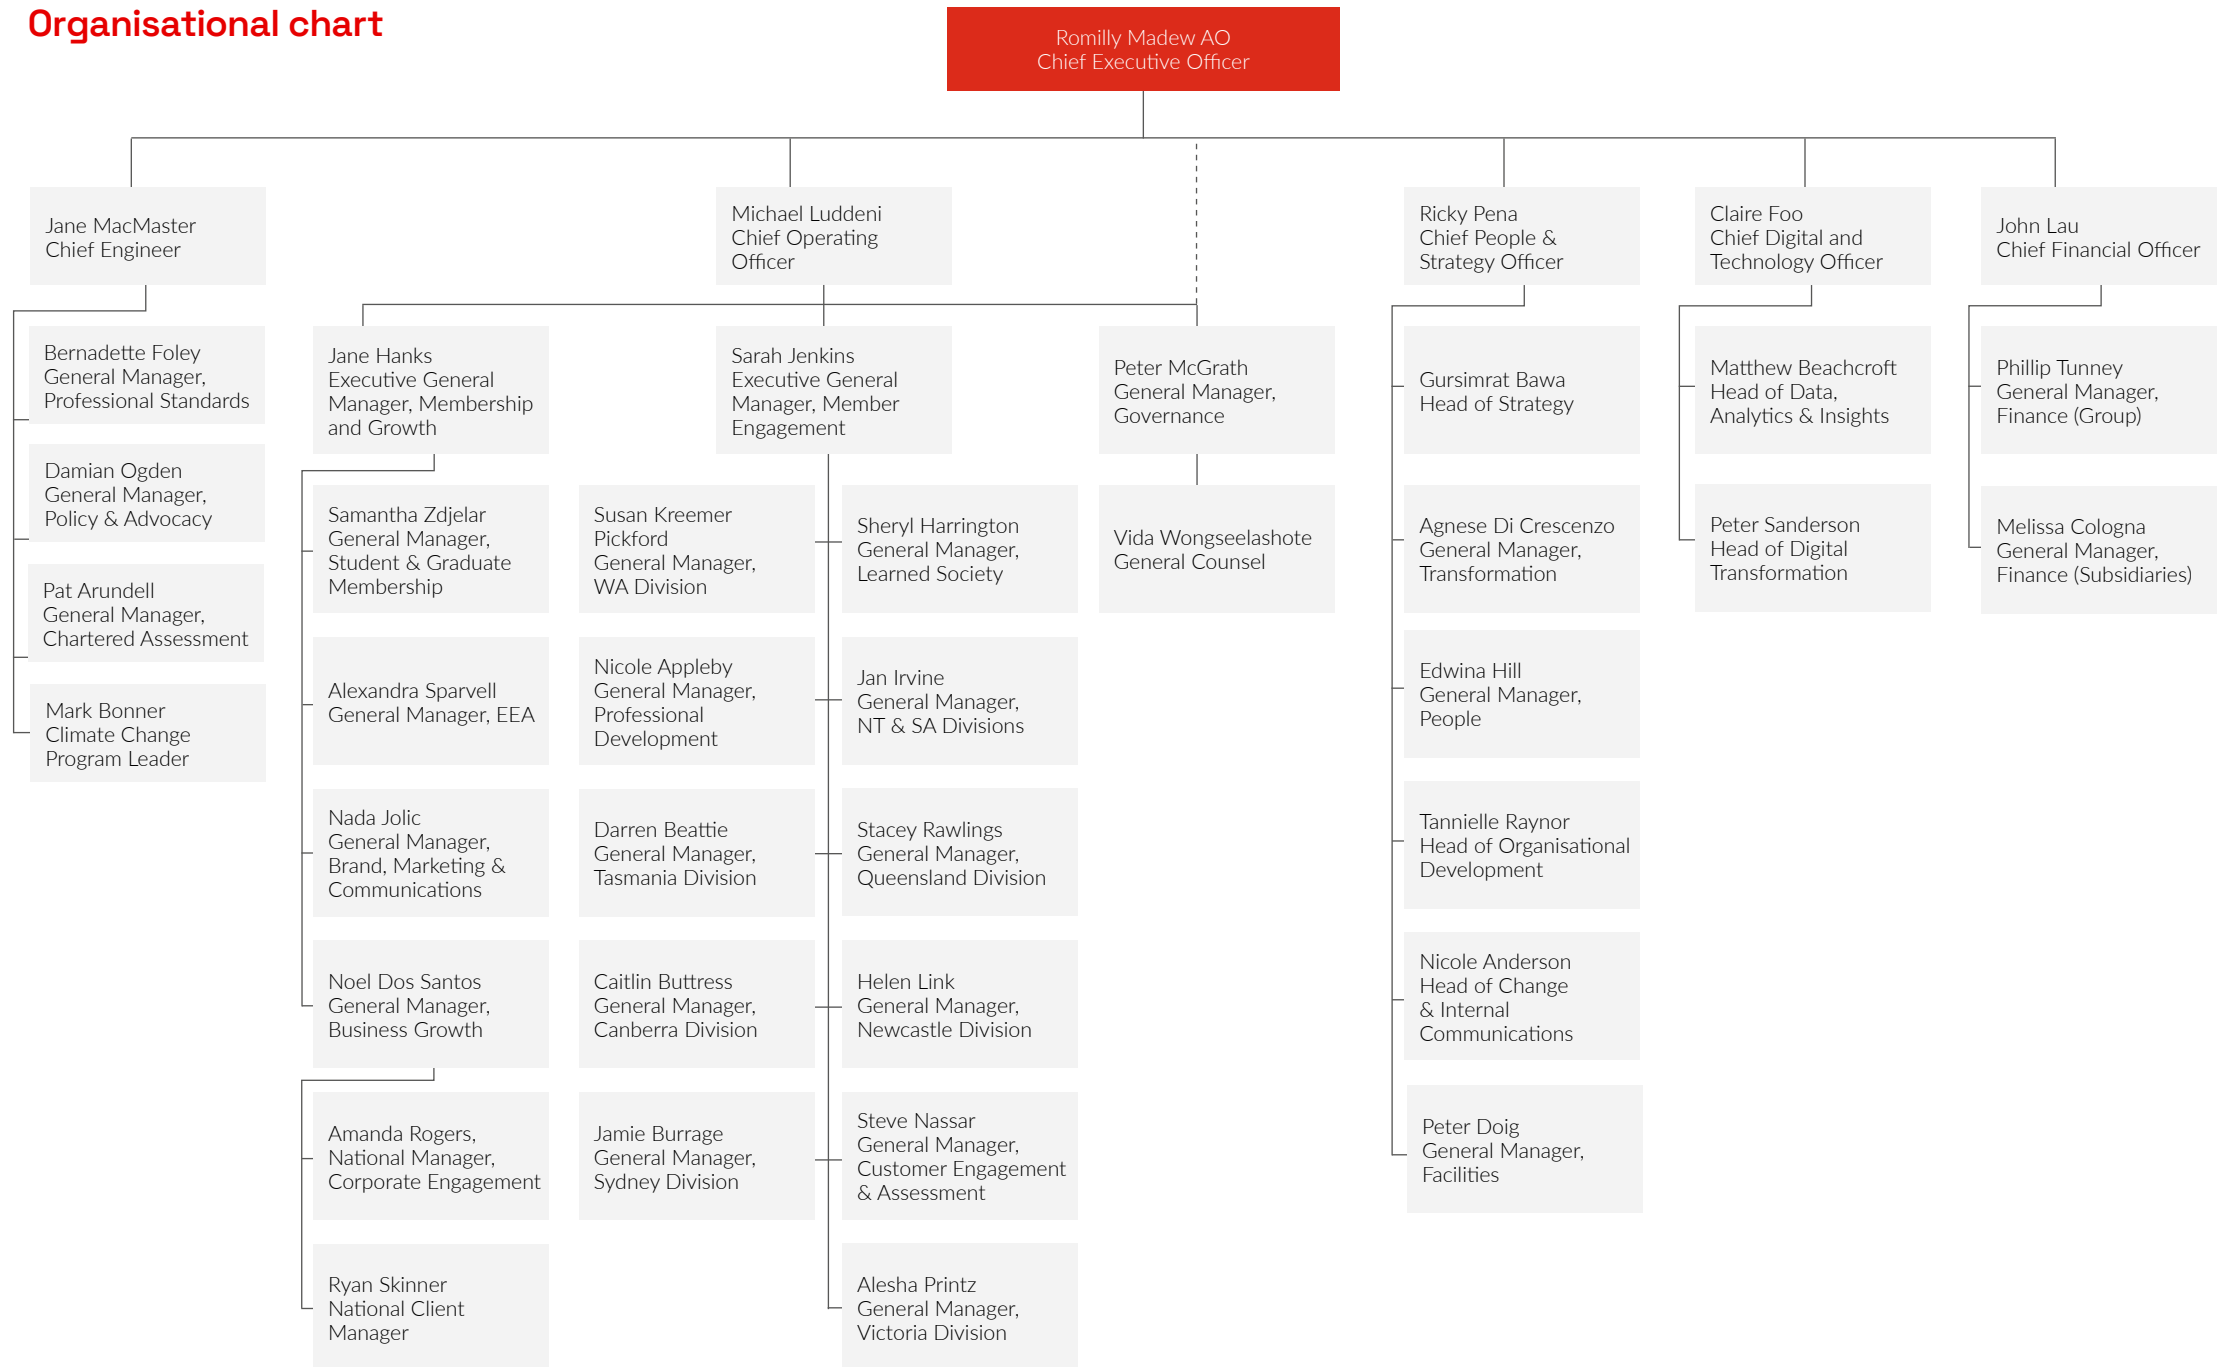 Organisational chart
Romilly Madew AO
Chief Executive Officer
Jane MacMaster
Chief Engineer
Michael Luddeni
Chief Operating
Officer
Ricky Pena
Chief People &
Strategy Officer
Claire Foo
Chief Digital and
Technology Officer
John Lau
Chief Financial Officer
Bernadette Foley
General Manager,
Professional Standards
Damian Ogden
General Manager,
Policy & Advocacy
Pat Arundell
General Manager,
Chartered Assessment
Mark Bonner
Climate Change
Program Leader
Jane Hanks
Executive General
Manager, Membership
and Growth
Samantha Zdjelar
General Manager,
Student & Graduate
Membership
Alexandra Sparvell
General Manager, EEA
Nada Jolic
General Manager,
Brand, Marketing &
Communications
Noel Dos Santos
General Manager,
Business Growth
Amanda Rogers,
National Manager,
Corporate Engagement
Ryan Skinner
National Client
Manager
Sarah Jenkins
Executive General
Manager, Member
Engagement
Susan Kreemer
Pickford
General Manager,
WA Division
Nicole Appleby
General Manager,
Professional
Development
Darren Beattie
General Manager,
Tasmania Division
Caitlin Buttress
General Manager,
Canberra Division
Jamie Burrage
General Manager,
Sydney Division
Sheryl Harrington
General Manager,
Learned Society
Jan Irvine
General Manager,
NT & SA Divisions
Stacey Rawlings
General Manager,
Queensland Division
Helen Link
General Manager,
Newcastle Division
Steve Nassar
General Manager,
Customer Engagement
& Assessment
Alesha Printz
General Manager,
Victoria Division
Peter McGrath
General Manager,
Governance
Vida Wongseelashote
General Counsel
Gursimrat Bawa
Head of Strategy
Agnese Di Crescenzo
General Manager,
Transformation
Edwina Hill
General Manager,
People
Tannielle Raynor
Head of Organisational
Development
Nicole Anderson
Head of Change
& Internal
Communications
Peter Doig
General Manager,
Facilities
Matthew Beachcroft
Head of Data,
Analytics & Insights
Peter Sanderson
Head of Digital
Transformation
Phillip Tunney
General Manager,
Finance (Group)
Melissa Cologna
General Manager,
Finance (Subsidiaries)